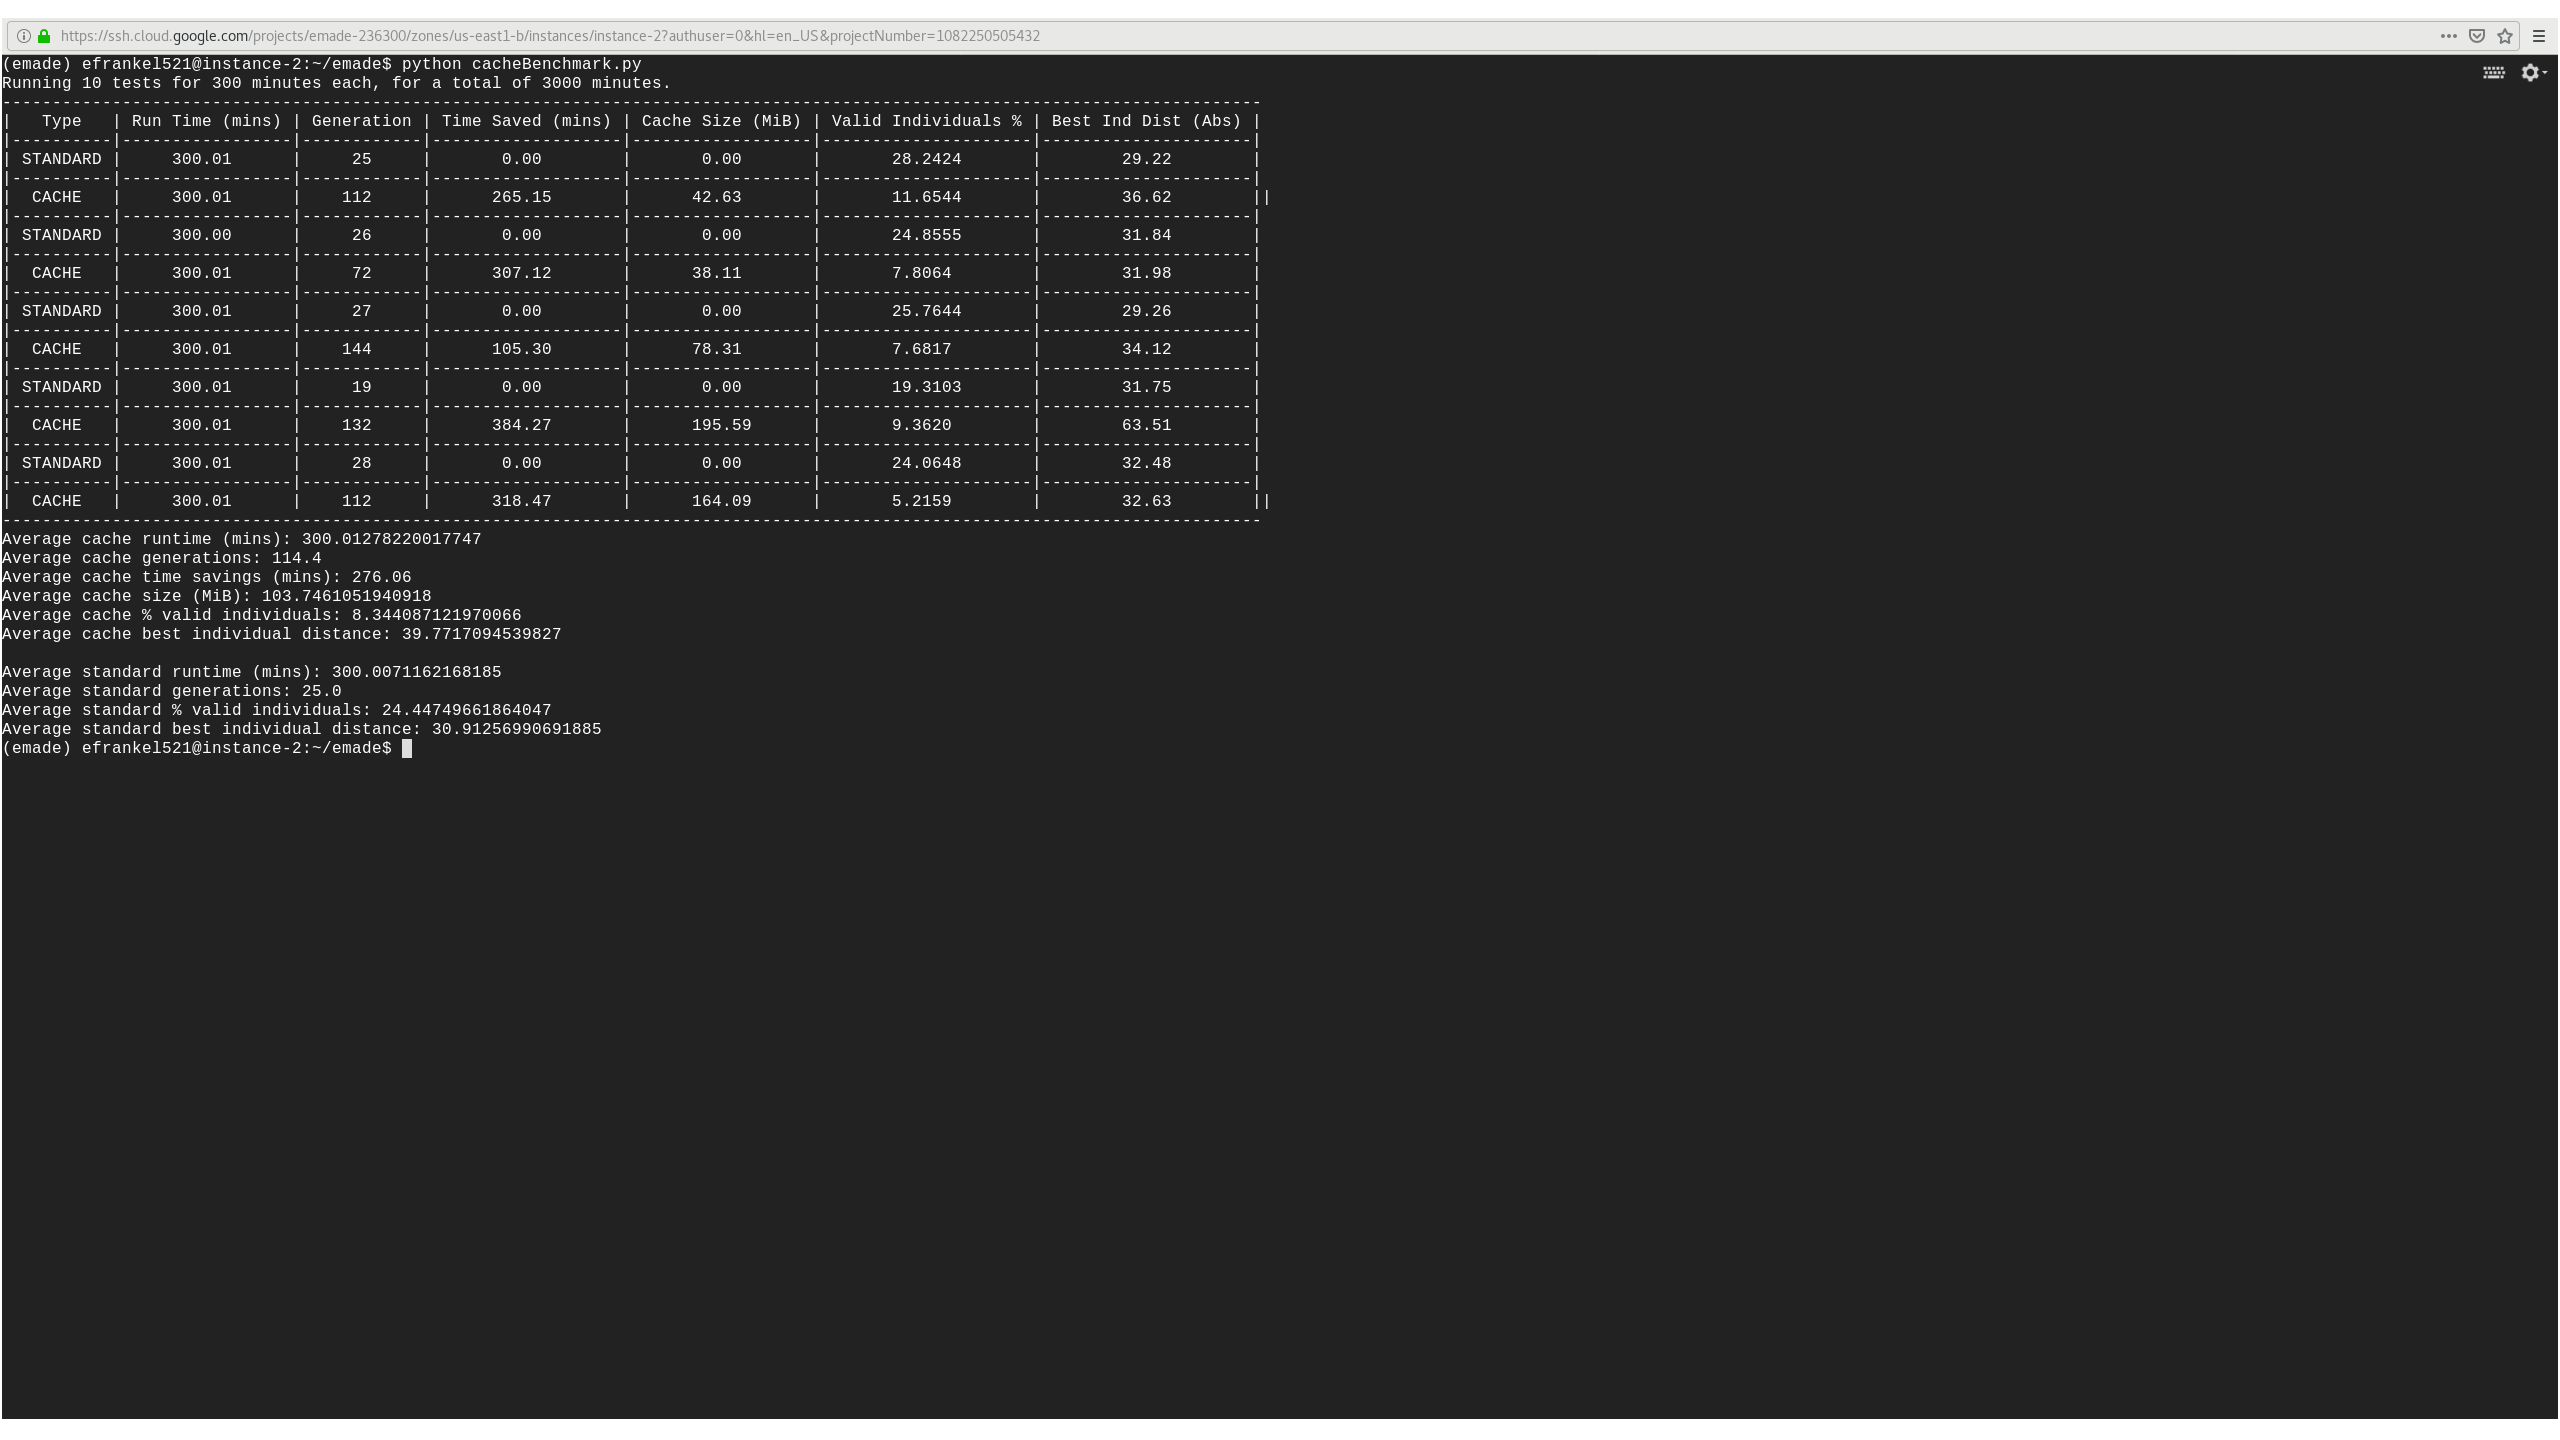 https://ssh.cloud.google.com/projects/emade-236300/zones/us-east1-b/instances/instance-2?authuser=0&hl=en_US&projectNumber=1082250505432
(emade) efrankel521@instance-2:~/emade$ python cacheBenchmark.py
Running 10 tests for 300 minutes each, for a total of 3000 minutes.
------------------------------------------------------------------------------------------------------------------------------
|   Type   | Run Time (mins) | Generation | Time Saved (mins) | Cache Size (MiB) | Valid Individuals % | Best Ind Dist (Abs) |
|----------|-----------------|------------|-------------------|------------------|---------------------|---------------------|
| STANDARD |     300.01      |     25     |       0.00        |       0.00       |       28.2424       |        29.22        |
|----------|-----------------|------------|-------------------|------------------|---------------------|---------------------|
|  CACHE   |     300.01      |    112     |      265.15       |      42.63       |       11.6544       |        36.62        ||
|----------|-----------------|------------|-------------------|------------------|---------------------|---------------------|
| STANDARD |     300.00      |     26     |       0.00        |       0.00       |       24.8555       |        31.84        |
|----------|-----------------|------------|-------------------|------------------|---------------------|---------------------|
|  CACHE   |     300.01      |     72     |      307.12       |      38.11       |       7.8064        |        31.98        |
|----------|-----------------|------------|-------------------|------------------|---------------------|---------------------|
| STANDARD |     300.01      |     27     |       0.00        |       0.00       |       25.7644       |        29.26        |
|----------|-----------------|------------|-------------------|------------------|---------------------|---------------------|
|  CACHE   |     300.01      |    144     |      105.30       |      78.31       |       7.6817        |        34.12        |
|----------|-----------------|------------|-------------------|------------------|---------------------|---------------------|
| STANDARD |     300.01      |     19     |       0.00        |       0.00       |       19.3103       |        31.75        |
|----------|-----------------|------------|-------------------|------------------|---------------------|---------------------|
|  CACHE   |     300.01      |    132     |      384.27       |      195.59      |       9.3620        |        63.51        |
|----------|-----------------|------------|-------------------|------------------|---------------------|---------------------|
| STANDARD |     300.01      |     28     |       0.00        |       0.00       |       24.0648       |        32.48        |
|----------|-----------------|------------|-------------------|------------------|---------------------|---------------------|
|  CACHE   |     300.01      |    112     |      318.47       |      164.09      |       5.2159        |        32.63        ||
------------------------------------------------------------------------------------------------------------------------------
Average cache runtime (mins): 300.01278220017747
Average cache generations: 114.4
Average cache time savings (mins): 276.06
Average cache size (MiB): 103.7461051940918
Average cache % valid individuals: 8.344087121970066
Average cache best individual distance: 39.7717094539827

Average standard runtime (mins): 300.0071162168185
Average standard generations: 25.0
Average standard % valid individuals: 24.44749661864047
Average standard best individual distance: 30.91256990691885
(emade) efrankel521@instance-2:~/emade$